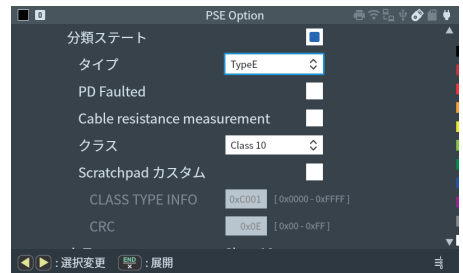 0 PSE Option
分類ステート
タイプ TypeE
PD Faulted
Cable resistance measurement
クラス Class 10
Scratchpad カスタム
CLASS TYPE INFO 0xC001 [ 0x0000 - 0xFFFF ]
CRC 0x0E [ 0x00 - 0xFF ]
: 選択変更 END × : 展開